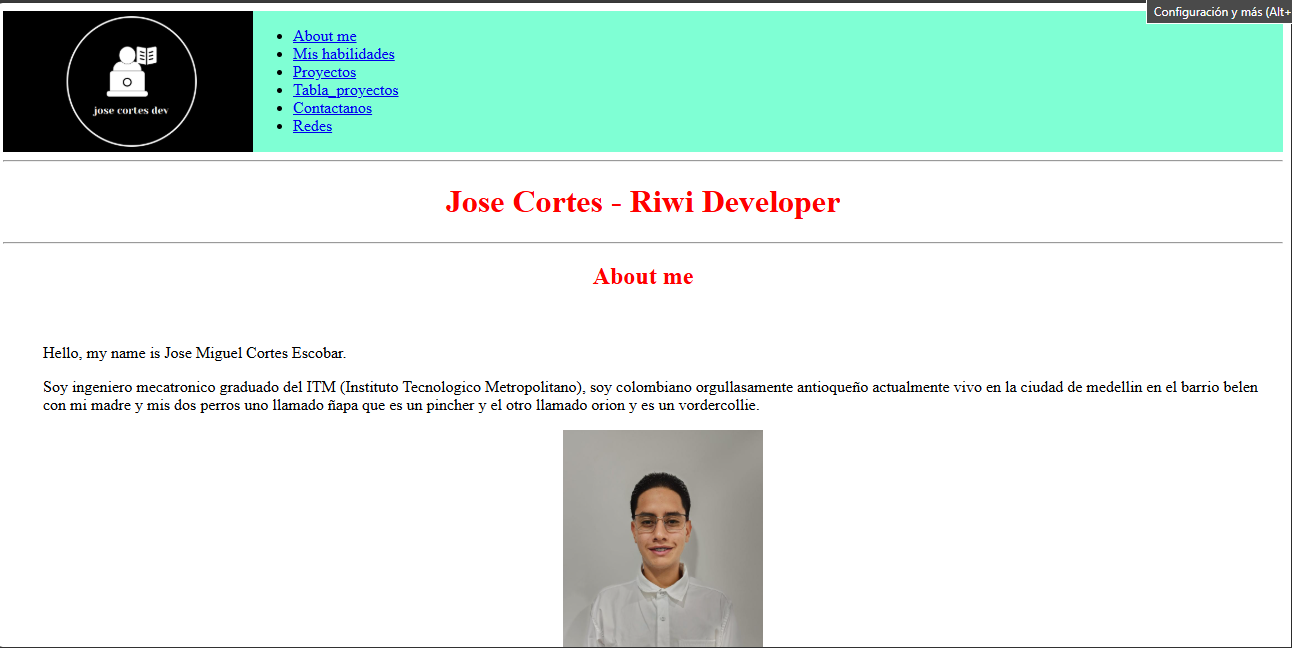 Configuración y más (Alt+
jose cortes dev
About me
Mis habilidades
Proyectos
Tabla_proyectos
Contactanos
Redes
Jose Cortes - Riwi Developer
About me
Hello, my name is Jose Miguel Cortes Escobar.
Soy ingeniero mecatronico graduado del ITM (Instituto Tecnologico Metropolitano), soy colombiano orgullasamente antioqueño actualmente vivo en la ciudad de medellin en el barrio belen
con mi madre y mis dos perros uno llamado ñapa que es un pincher y el otro llamado orion y es un vordercollie.